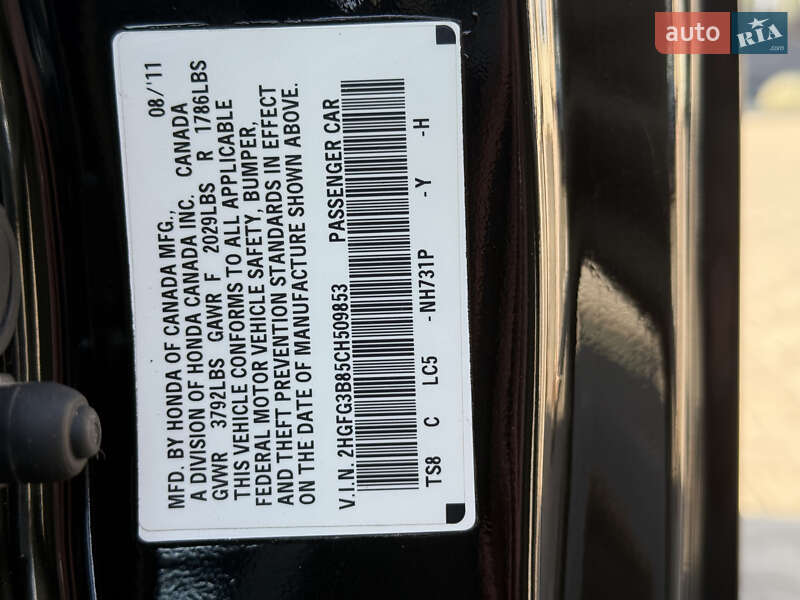 MFD. BY HONDA OF CANADA MFG., 08/'11
A DIVISION OF HONDA CANADA INC. CANADA
GVWR 3792LBS GAWR F 2029LBS R 1786LBS
THIS VEHICLE CONFORMS TO ALL APPLICABLE
FEDERAL MOTOR VEHICLE SAFETY, BUMPER,
AND THEFT PREVENTION STANDARDS IN EFFECT
ON THE DATE OF MANUFACTURE SHOWN ABOVE.
V.I.N. 2HGFG3B85CH509853 PASSENGER CAR
TS8 C LC5 -NH731P -Y -H
auto RIA